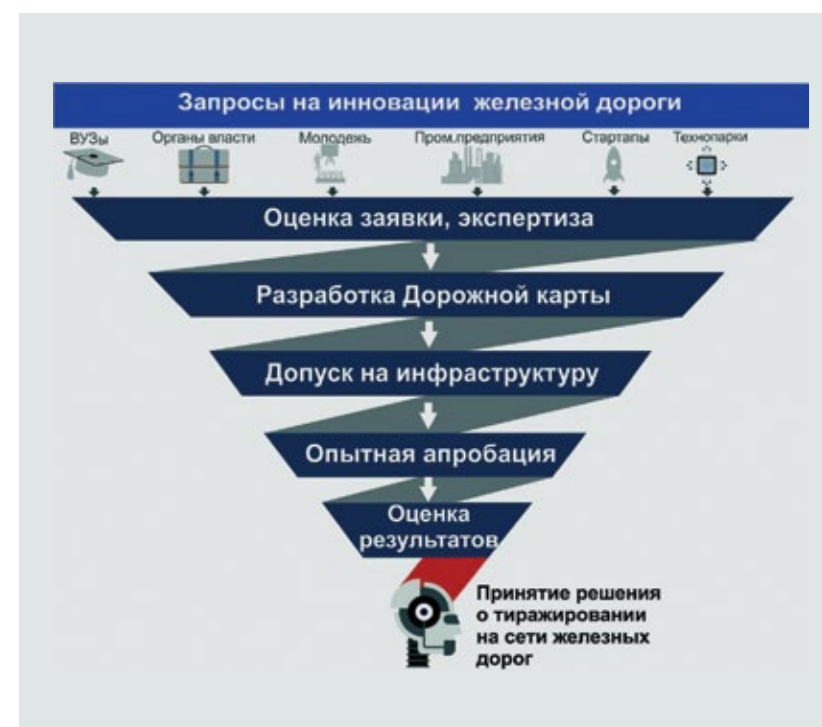 Запросы на инновации железной дороги
ВУЗы Органы власти Молодежь Пром.предприятия Стартапы Технопарки
Оценка заявки, экспертиза
Разработка Дорожной карты
Допуск на инфраструктуру
Опытная апробация
Оценка
результатов
Принятие решения
о тиражировании
на сети железных
дорог